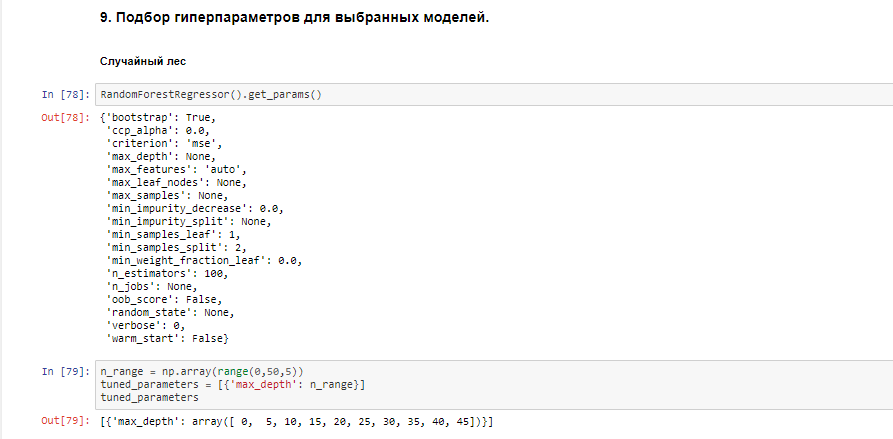 9. Подбор гиперпараметров для выбранных моделей.
Случайный лес
In [78]: RandomForestRegressor().get_params()
Out[78]: {'bootstrap': True,
'ccp_alpha': 0.0,
'criterion': 'mse',
'max_depth': None,
'max_features': 'auto',
'max_leaf_nodes': None,
'max_samples': None,
'min_impurity_decrease': 0.0,
'min_impurity_split': None,
'min_samples_leaf': 1,
'min_samples_split': 2,
'min_weight_fraction_leaf': 0.0,
'n_estimators': 100,
'n_jobs': None,
'oob_score': False,
'random_state': None,
'verbose': 0,
'warm_start': False}
In [79]: n_range = np.array(range(0,50,5))
tuned_parameters = [{'max_depth': n_range}]
tuned_parameters
Out[79]: [{'max_depth': array([ 0,  5, 10, 15, 20, 25, 30, 35, 40, 45])}]